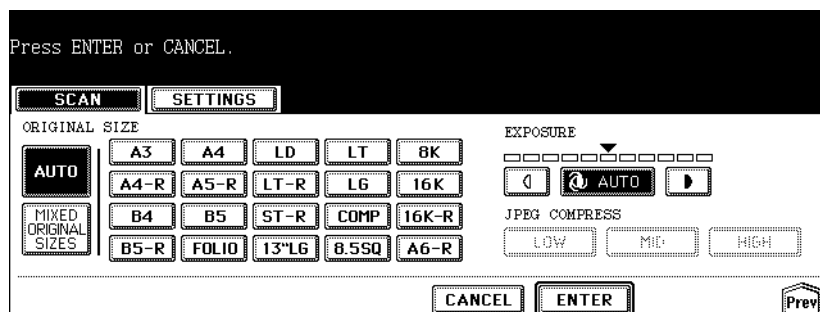 Press ENTER or CANCEL.
SCAN SETTINGS
ORIGINAL SIZE
AUTO
MIXED
ORIGINAL
SIZES
A3 A4 LD LT 8K
A4-R A5-R LT-R LG 16K
B4 B5 ST-R COMP 16K-R
B5-R FOLIO 13"LG 8.5SQ A6-R
EXPOSURE
AUTO
JPEG COMPRESS
LOW MID HIGH
CANCEL ENTER
Prev